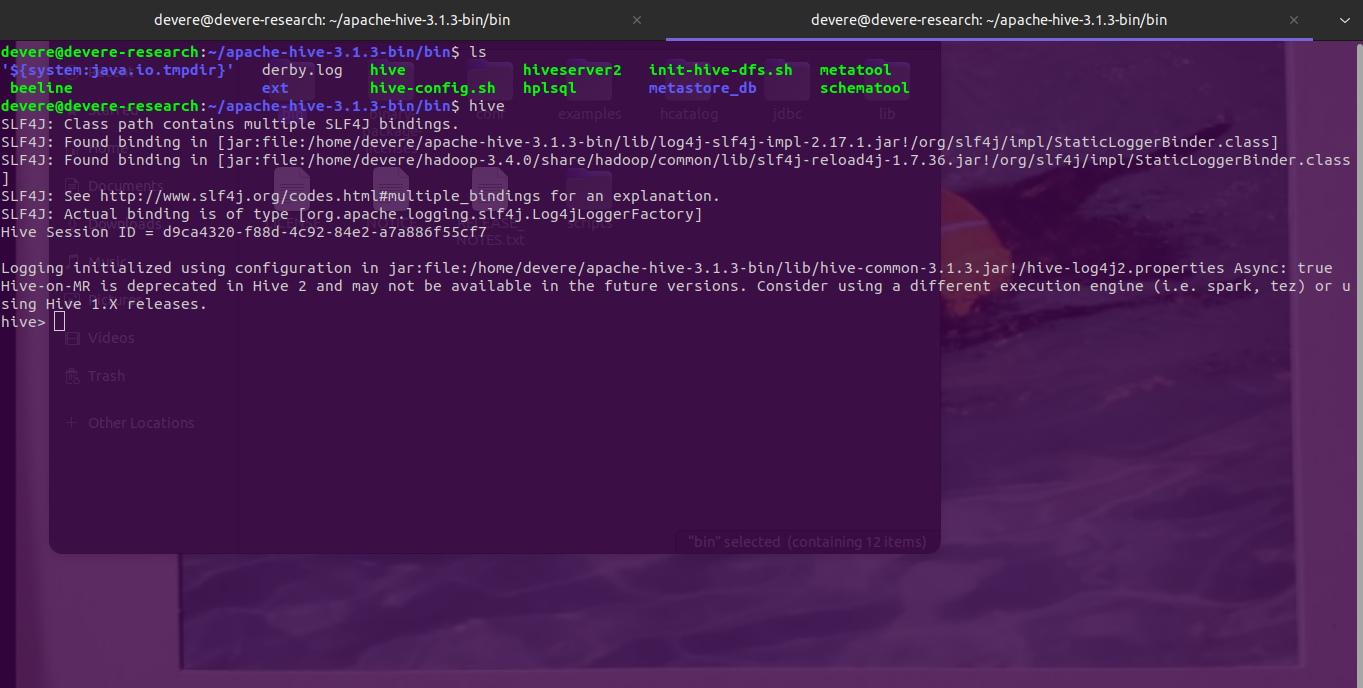 devere@devere-research: ~/apache-hive-3.1.3-bin/bin × devere@devere-research: ~/apache-hive-3.1.3-bin/bin ×
devere@devere-research:~/apache-hive-3.1.3-bin/bin$ ls
'${system:java.io.tmpdir}' derby.log hive hiveserver2 init-hive-dfs.sh metatool
beeline ext hive-config.sh hplsql metastore_db schematool
devere@devere-research:~/apache-hive-3.1.3-bin/bin$ hive
SLF4J: Class path contains multiple SLF4J bindings.
SLF4J: Found binding in [jar:file:/home/devere/apache-hive-3.1.3-bin/lib/log4j-slf4j-impl-2.17.1.jar!/org/slf4j/impl/StaticLoggerBinder.class]
SLF4J: Found binding in [jar:file:/home/devere/hadoop-3.4.0/share/hadoop/common/lib/slf4j-reload4j-1.7.36.jar!/org/slf4j/impl/StaticLoggerBinder.class
]
SLF4J: See http://www.slf4j.org/codes.html#multiple_bindings for an explanation.
SLF4J: Actual binding is of type [org.apache.logging.slf4j.Log4jLoggerFactory]
Hive Session ID = d9ca4320-f88d-4c92-84e2-a7a886f55cf7
Logging initialized using configuration in jar:file:/home/devere/apache-hive-3.1.3-bin/lib/hive-common-3.1.3.jar!/hive-log4j2.properties Async: true
Hive-on-MR is deprecated in Hive 2 and may not be available in the future versions. Consider using a different execution engine (i.e. spark, tez) or u
sing Hive 1.X releases.
hive>
conf examples hcatalog jdbc lib
Documents
Downloads
NOTES.txt scripts
Music
Pictures
Videos
Trash
+ Other Locations
"bin" selected (containing 12 items)